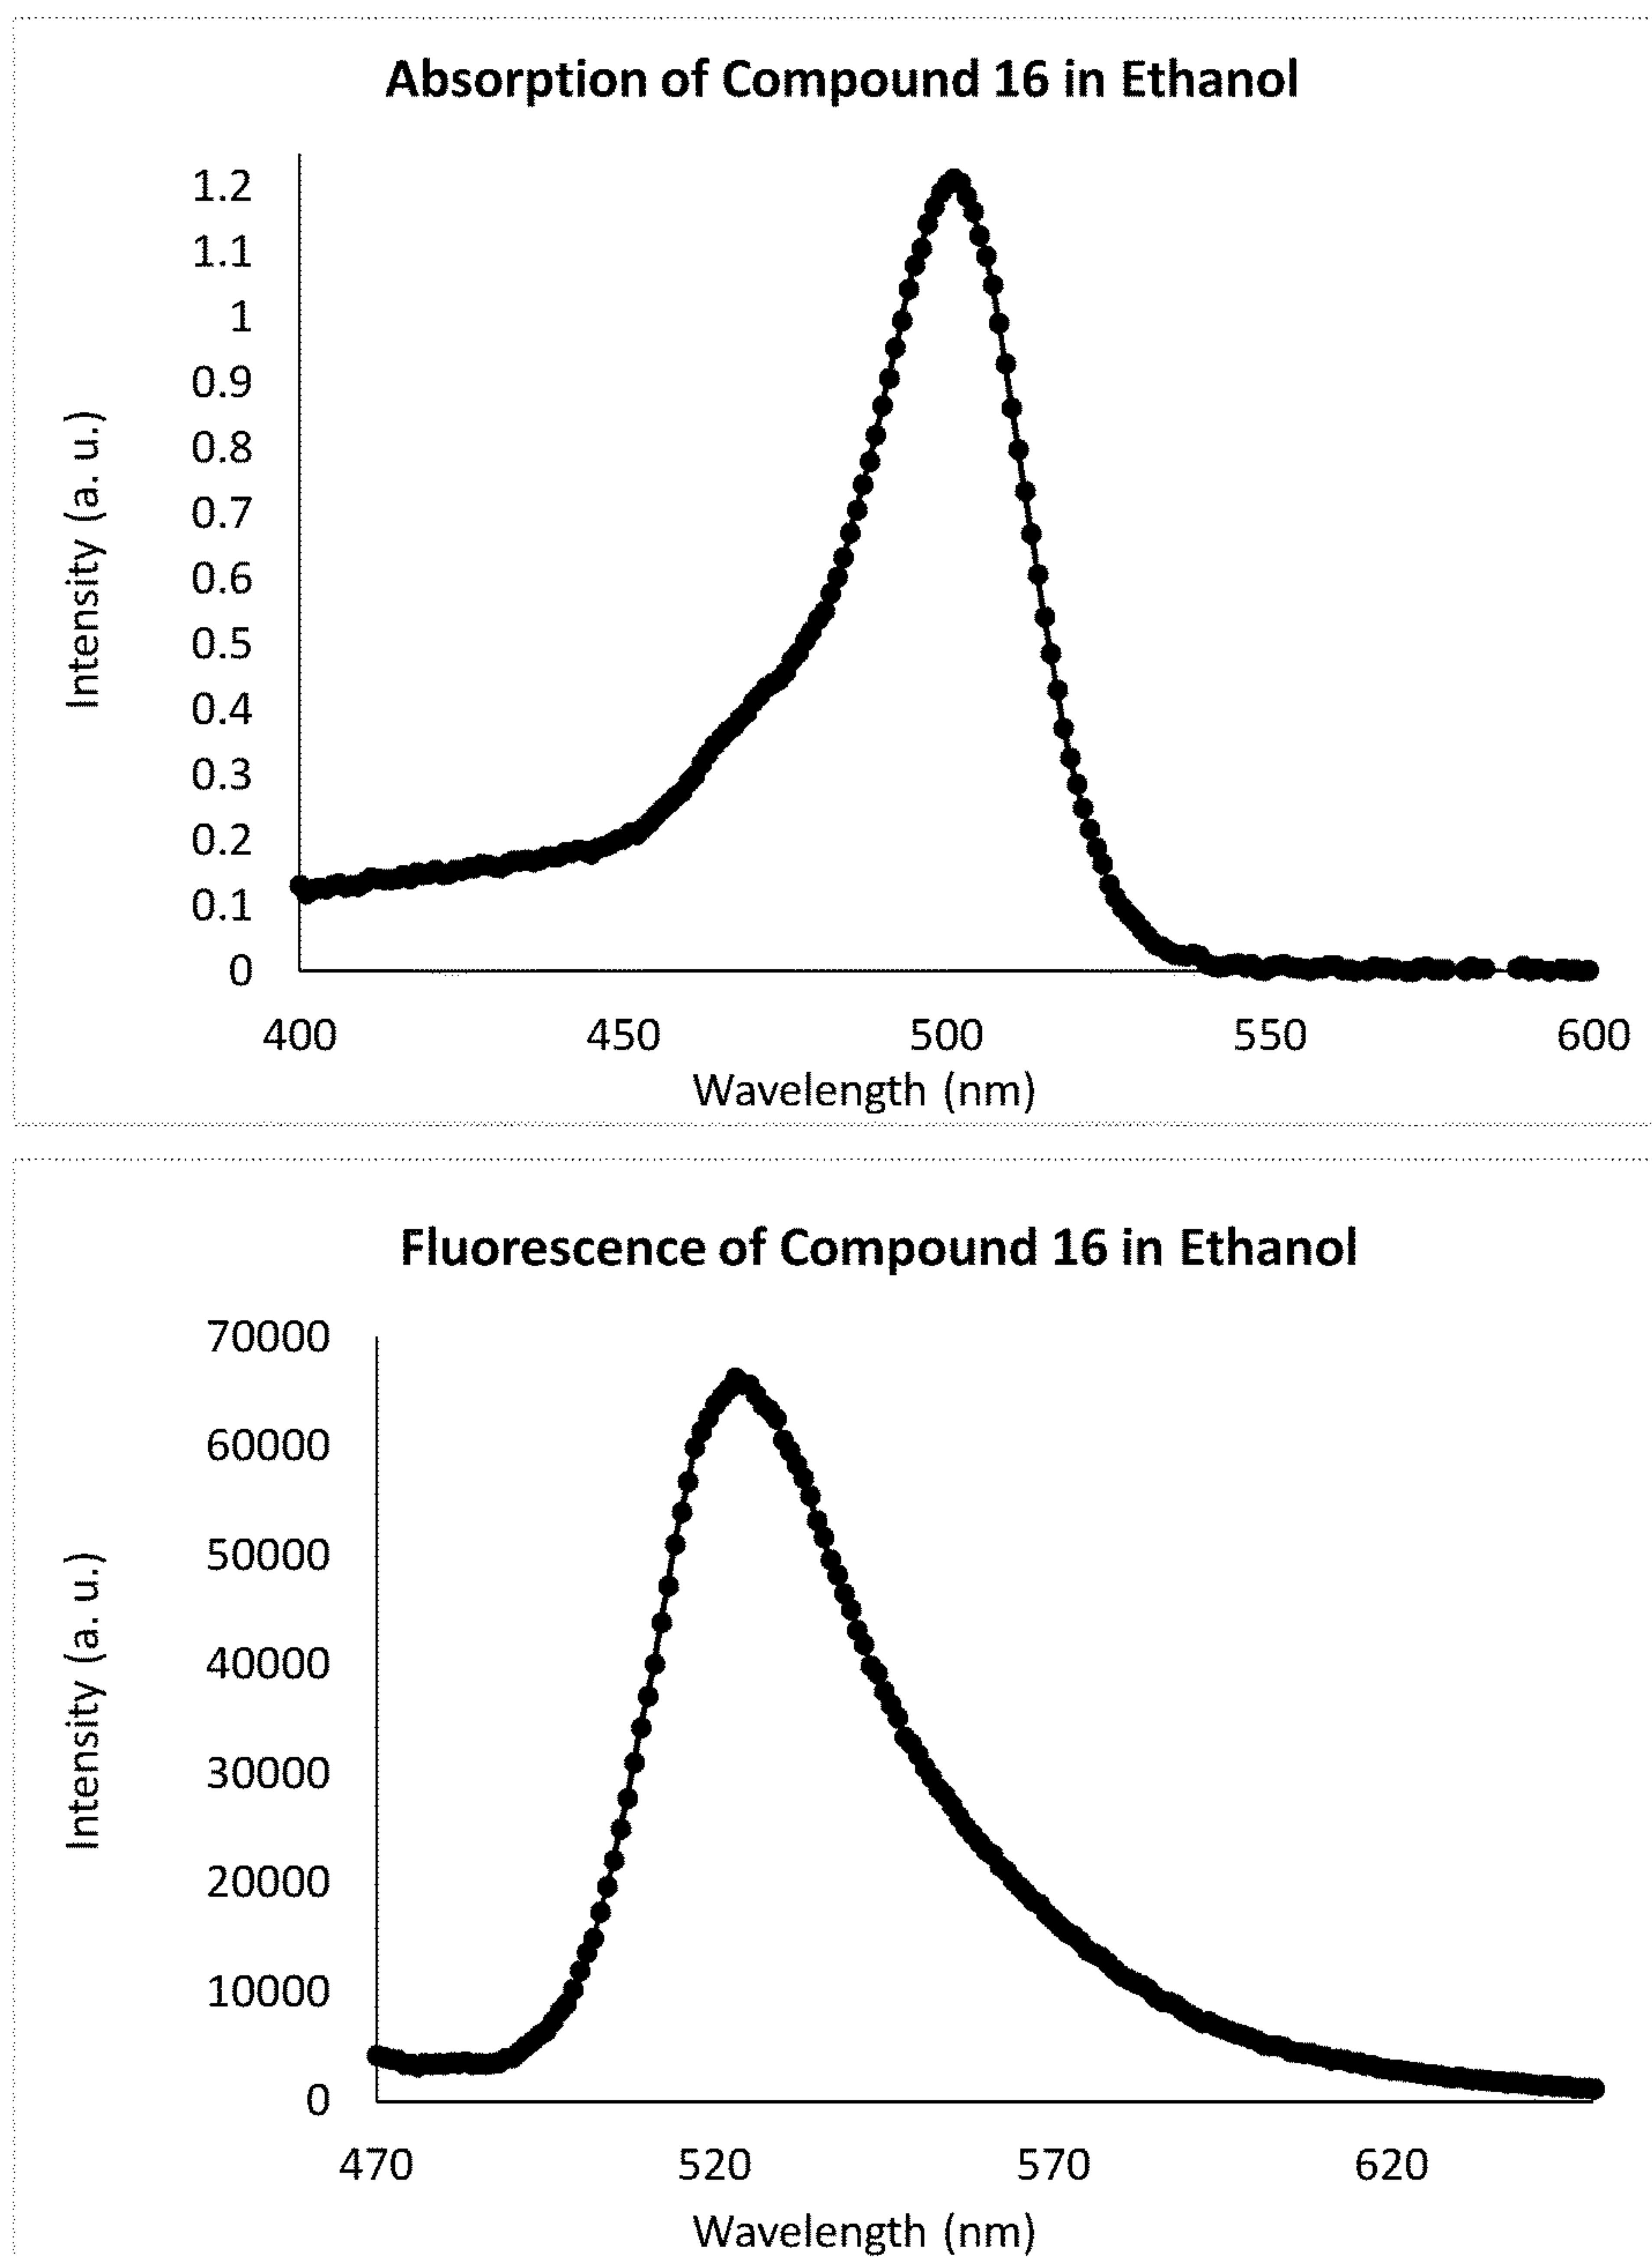 Absorption of Compound 16 in Ethanol
1.2
1.1
1
0.9
0.8
0.7
0.6
0.5
0.4
0.3
0.2
0.1
0
Intensity (a. u.)
400 450 500 550 600
Wavelength (nm)
Fluorescence of Compound 16 in Ethanol
70000
60000
50000
40000
30000
20000
10000
0
Intensity (a. u.)
470 520 570 620
Wavelength (nm)